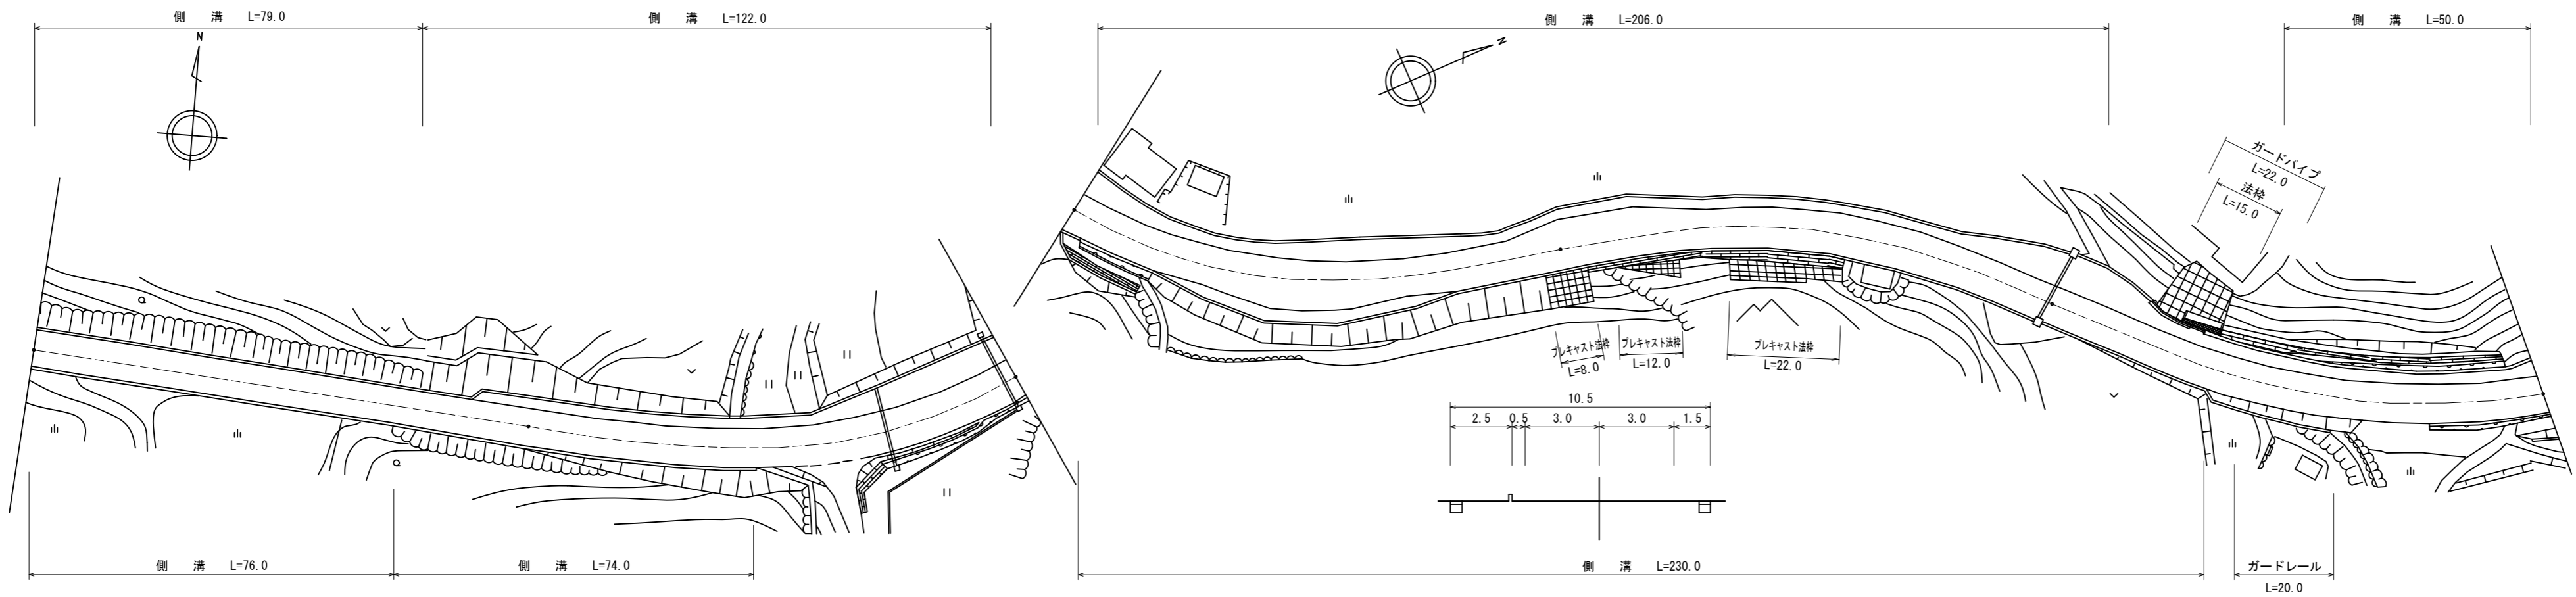 側 溝 L=79.0
側 溝 L=122.0
側 溝 L=206.0
側 溝 L=50.0
N
N
ガードパイプ
L=22.0
法枠
L=15.0
プレキャスト法枠
L=8.0
プレキャスト法枠
L=12.0
プレキャスト法枠
L=22.0
10.5
2.5 0.5 3.0 3.0 1.5
側 溝 L=76.0
側 溝 L=74.0
側 溝 L=230.0
ガードレール
L=20.0